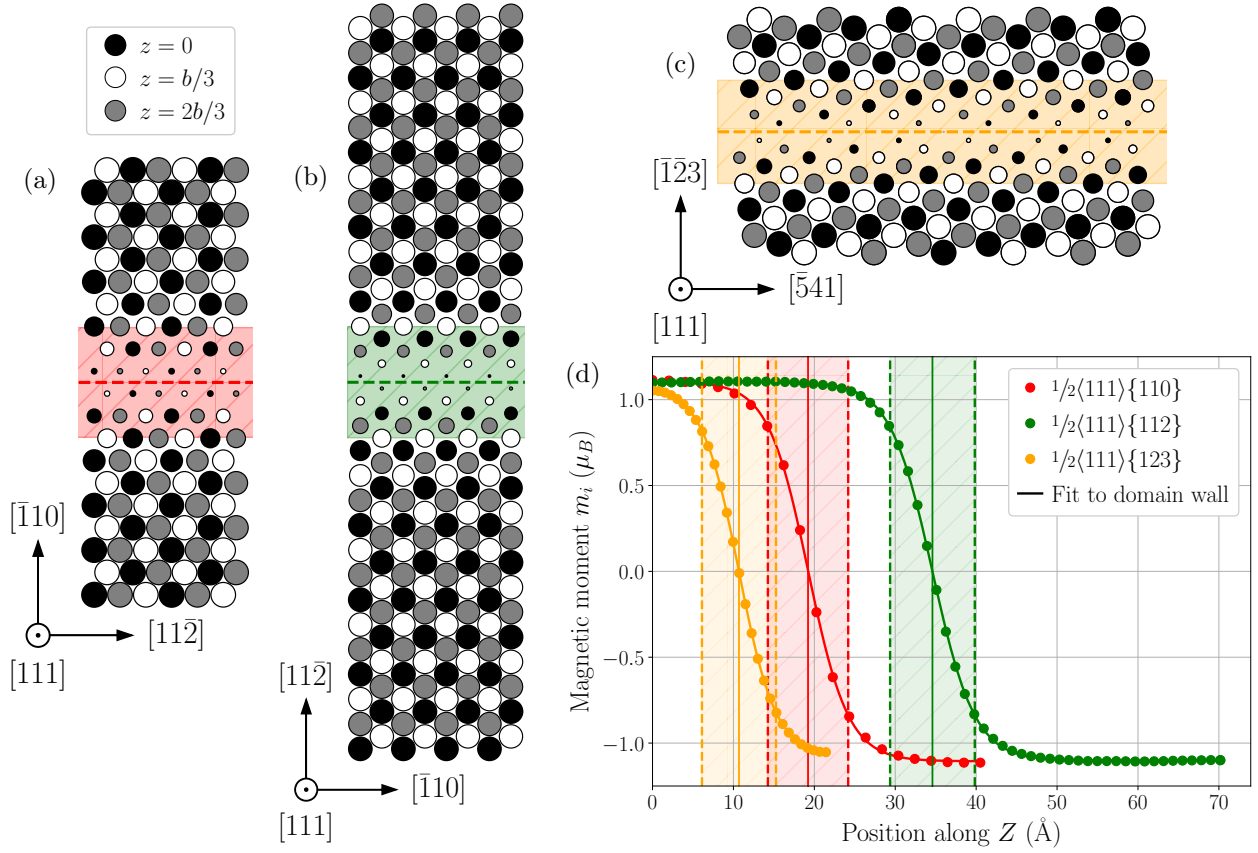 z = 0
z = b/3
z = 2b/3
(a)
[1̄10]
[112̄]
[111]
(b)
[112̄]
[1̄10]
[111]
(c)
[1̄2̄3]
[5̄41]
[111]
(d)
Magnetic moment mᵢ (μ_B)
1.0
0.5
0.0
−0.5
−1.0
¹/₂⟨111⟩{110}
¹/₂⟨111⟩{112}
¹/₂⟨111⟩{123}
Fit to domain wall
0 10 20 30 40 50 60 70
Position along Z (Å)